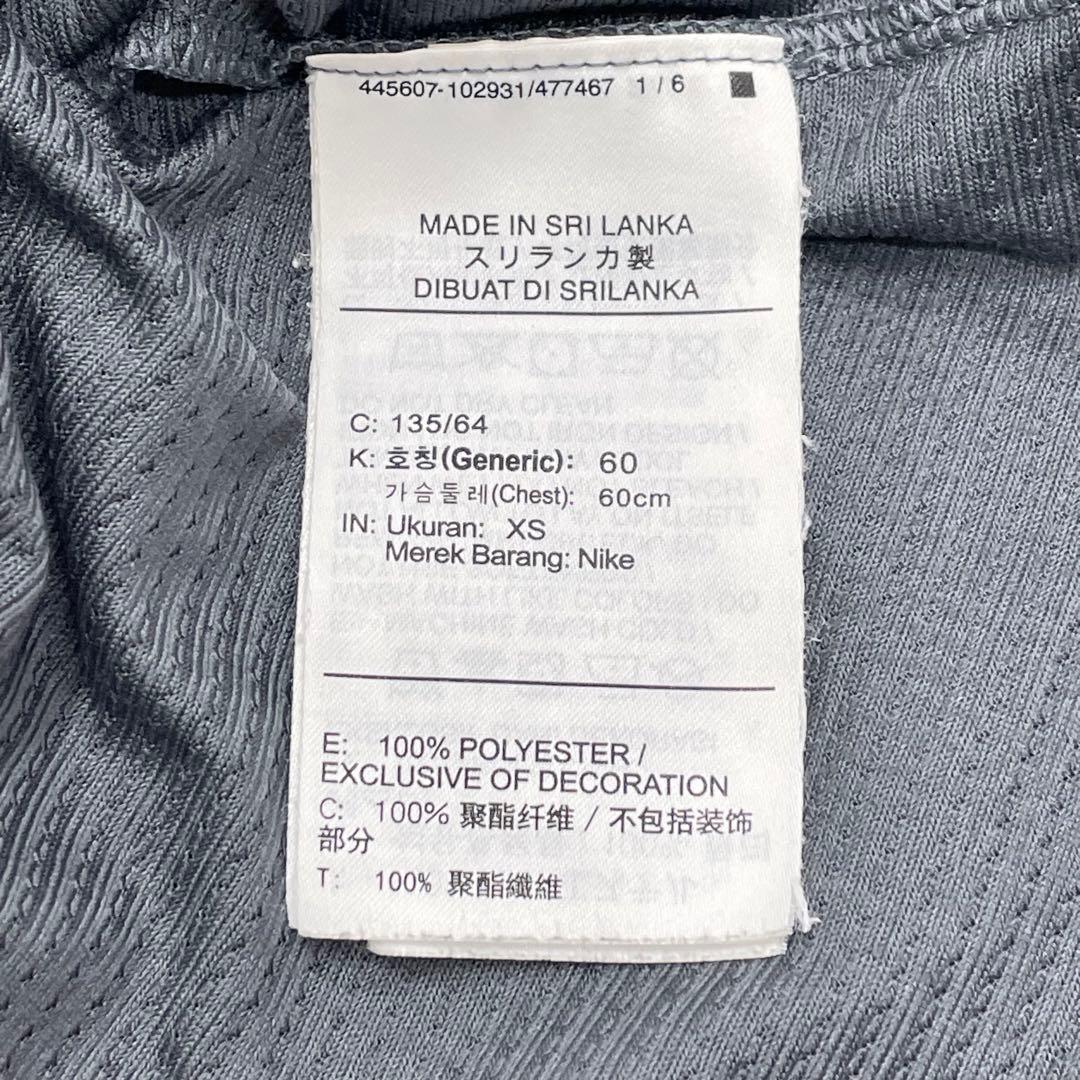 445607-102931/477467 1 / 6
MADE IN SRI LANKA
スリランカ製
DIBUAT DI SRILANKA
C: 135/64
K: 호칭(Generic): 60
가슴둘레(Chest): 60cm
IN: Ukuran: XS
Merek Barang: Nike
E: 100% POLYESTER /
EXCLUSIVE OF DECORATION
C: 100% 聚酯纤维 / 不包括装饰
部分
T: 100% 聚酯纖維